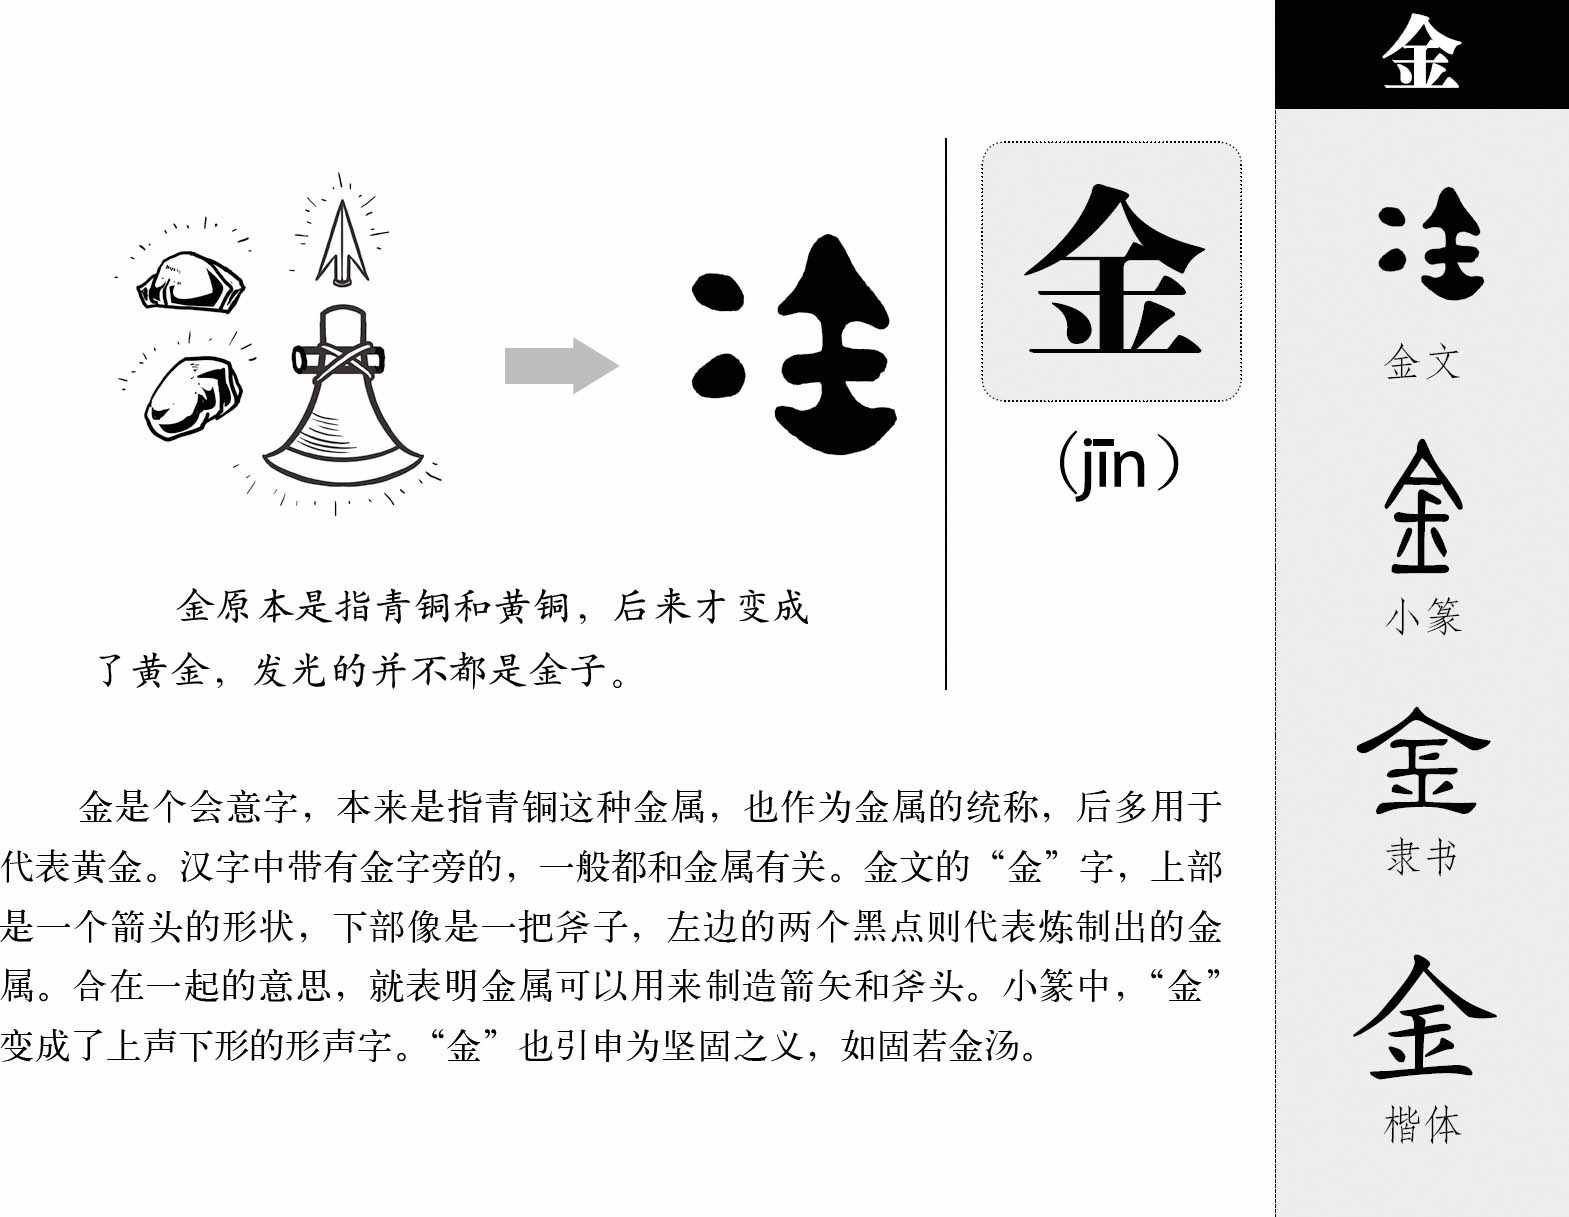 金
金
(jīn)
金原本是指青铜和黄铜，后来才变成
了黄金，发光的并不都是金子。
金是个会意字，本来是指青铜这种金属，也作为金属的统称，后多用于
代表黄金。汉字中带有金字旁的，一般都和金属有关。金文的“金”字，上部
是一个箭头的形状，下部像是一把斧子，左边的两个黑点则代表炼制出的金
属。合在一起的意思，就表明金属可以用来制造箭矢和斧头。小篆中，“金”
变成了上声下形的形声字。“金”也引申为坚固之义，如固若金汤。
金文
金
小篆
金
隶书
金
楷体